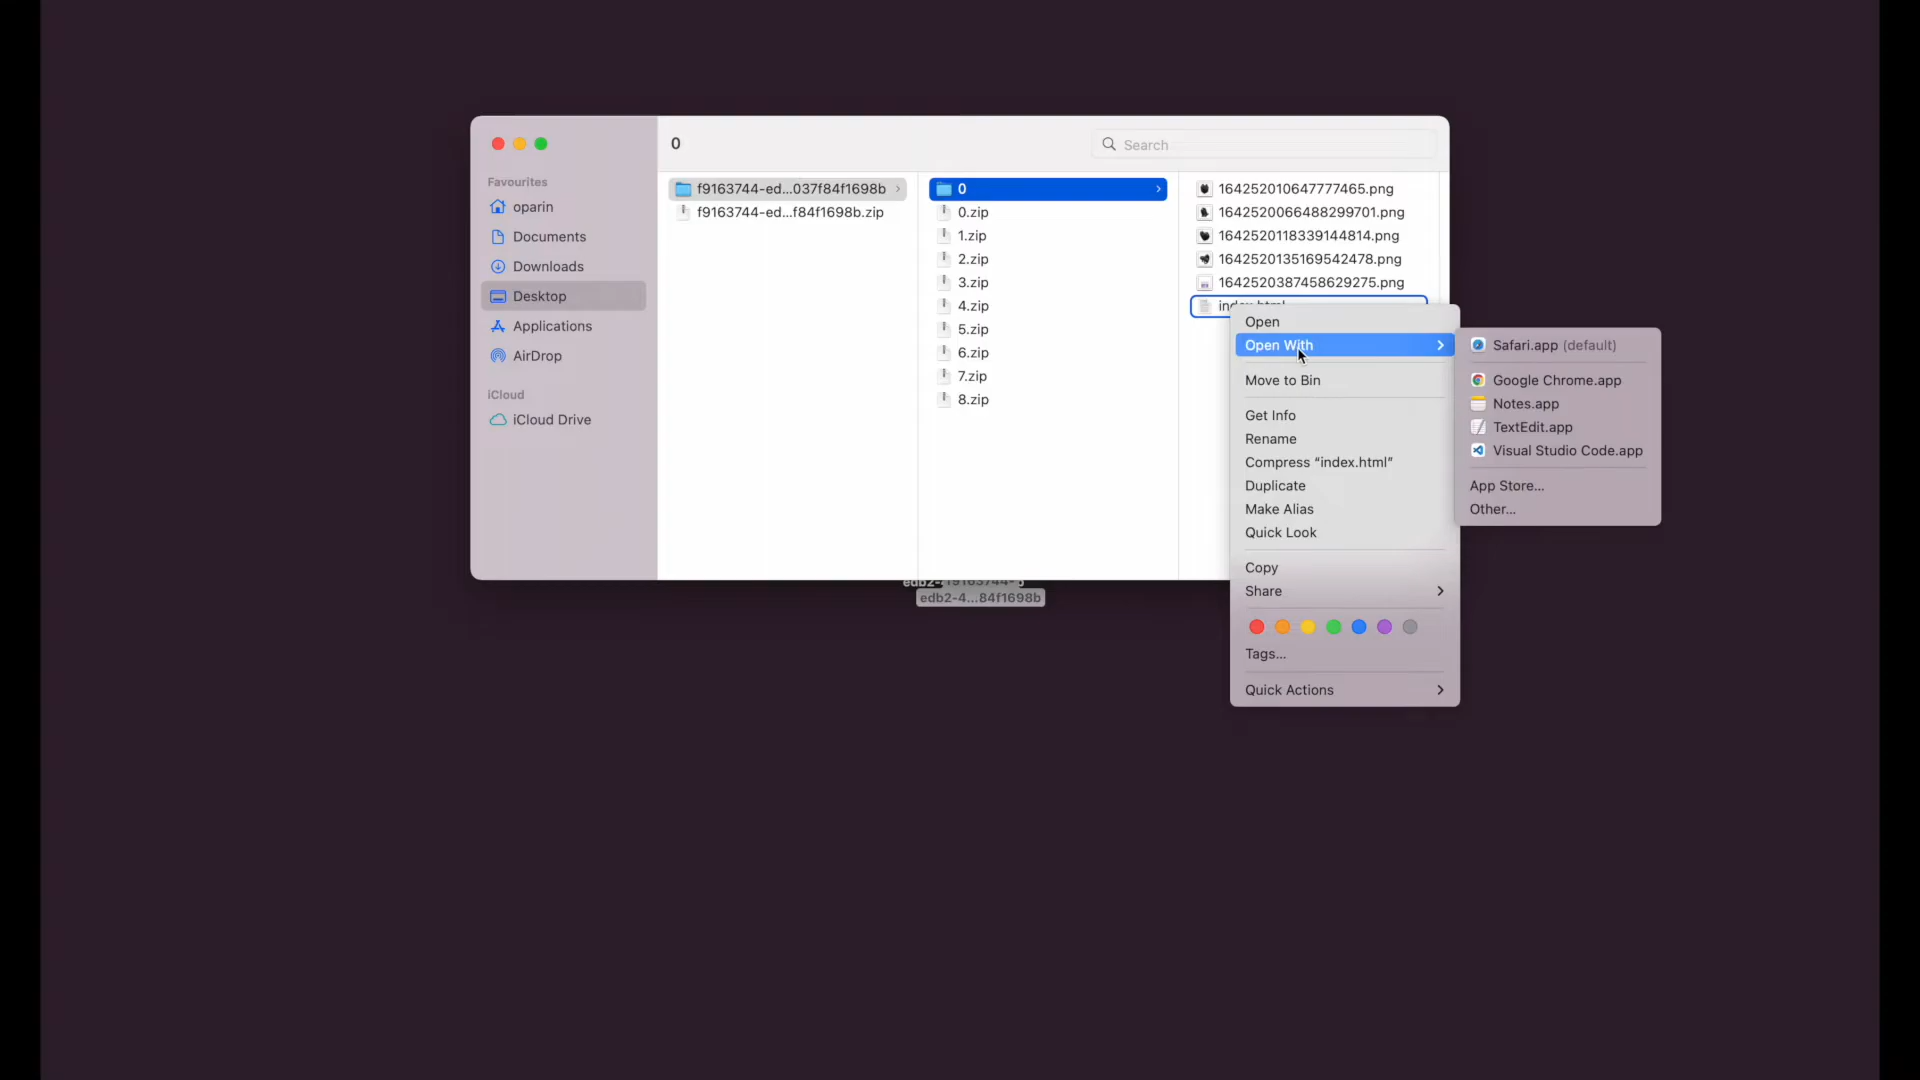 0
Search
Favourites
oparin
Documents
Downloads
Desktop
Applications
AirDrop
iCloud
iCloud Drive
f9163744-ed...037f84f1698b
f9163744-ed...f84f1698b.zip
0
0.zip
1.zip
2.zip
3.zip
4.zip
5.zip
6.zip
7.zip
8.zip
164252010647777465.png
1642520066488299701.png
1642520118339144814.png
1642520135169542478.png
1642520387458629275.png
index.html
Open
Open With
Move to Bin
Get Info
Rename
Compress “index.html”
Duplicate
Make Alias
Quick Look
Copy
Share
Tags...
Quick Actions
Safari.app (default)
Google Chrome.app
Notes.app
TextEdit.app
Visual Studio Code.app
App Store...
Other...
edb2-4...84f1698b